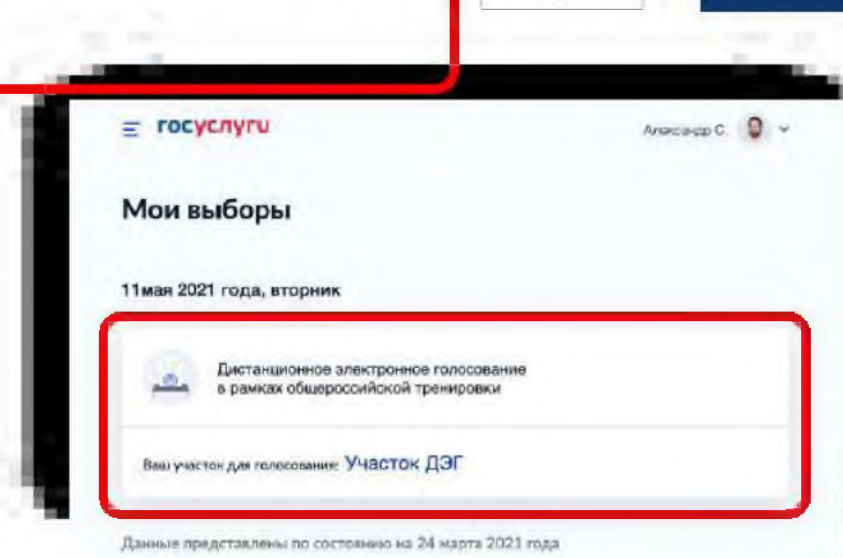 госуслуги
Александр С.
Мои выборы
11мая 2021 года, вторник
Дистанционное электронное голосование
в рамках общероссийской тренировки
Ваш участок для голосования: Участок ДЭГ
Данные представлены по состоянию на 24 марта 2021 года